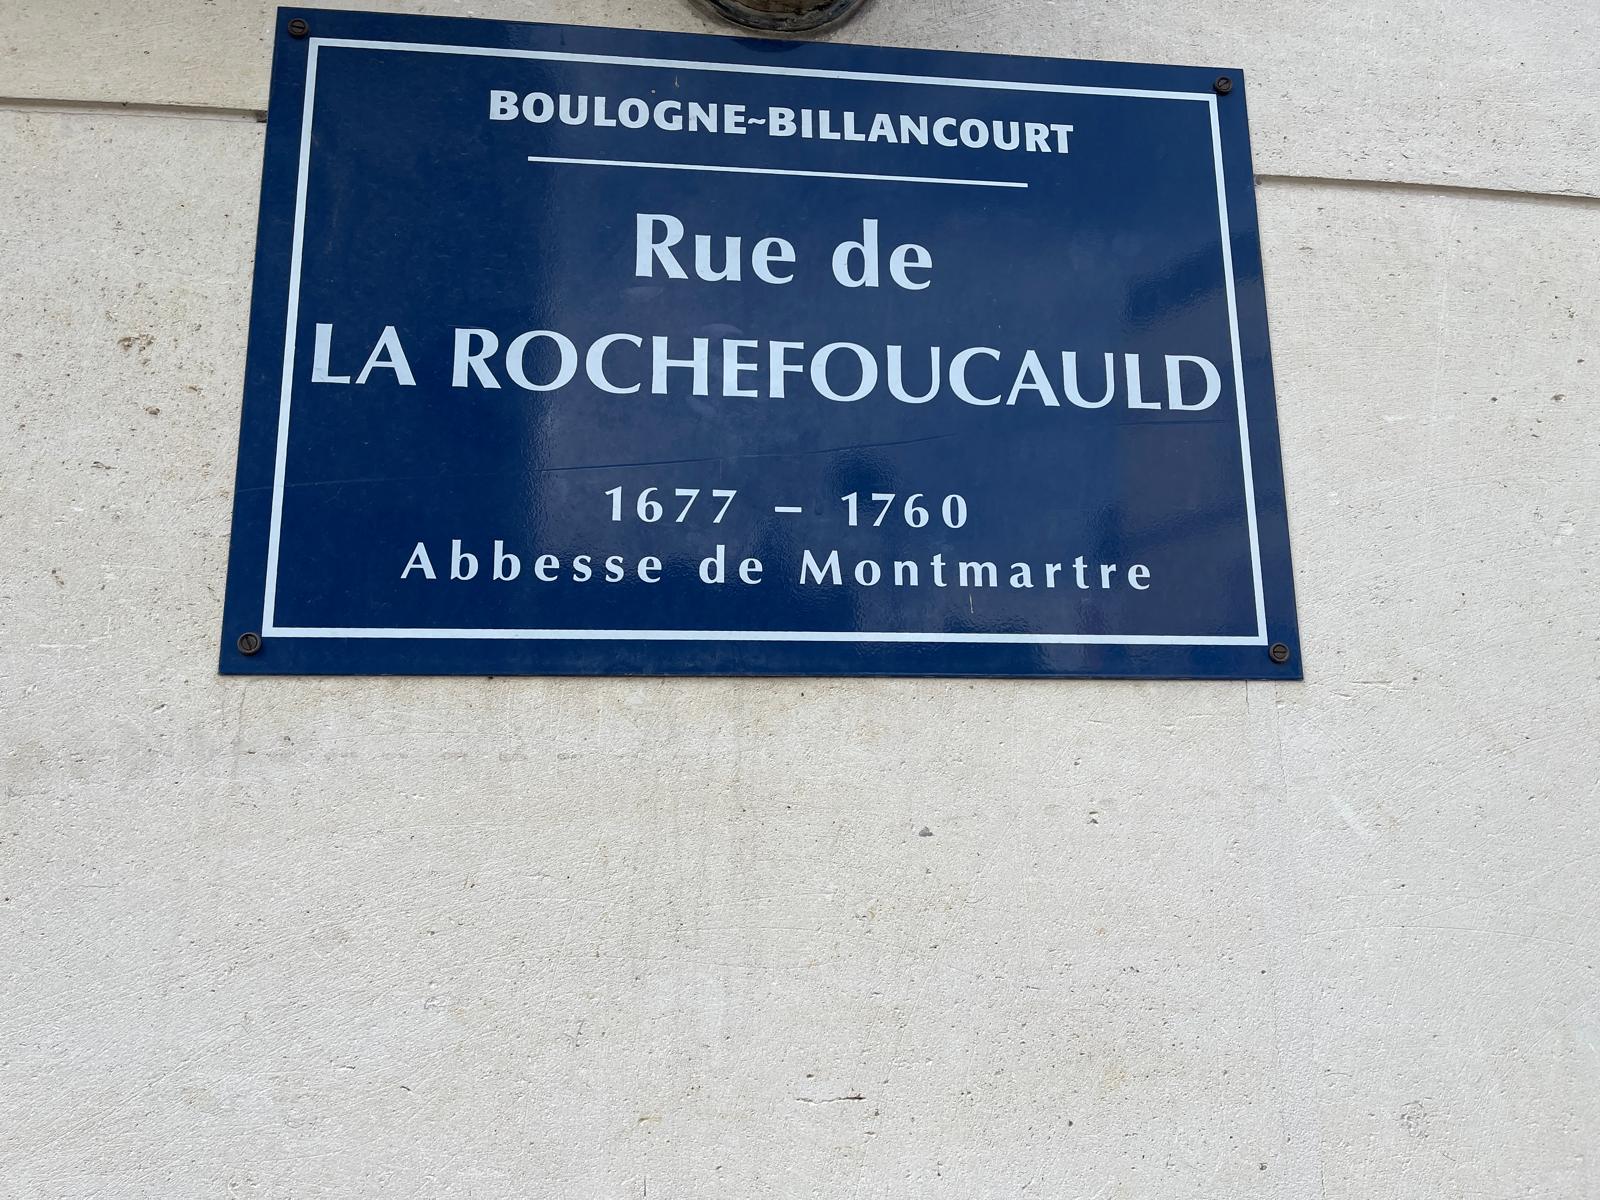 BOULOGNE~BILLANCOURT
Rue de
LA ROCHEFOUCAULD
1677 – 1760
Abbesse de Montmartre